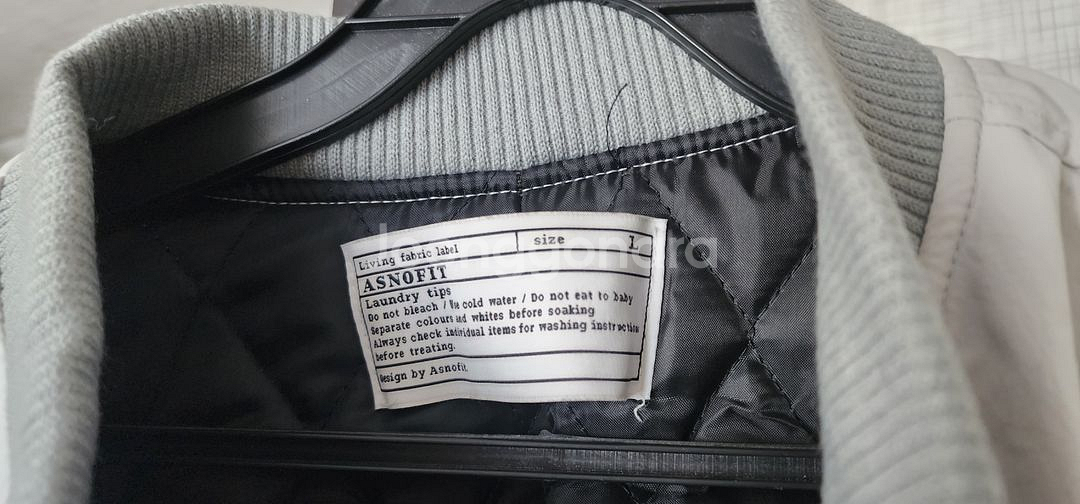 Living fabric label size L
ASNOFIT
Laundry tips
Do not bleach / Use cold water / Do not eat to baby
Separate colours and whites before soaking
Always check individual items for washing instruction
before treating.
Design by Asnofit.